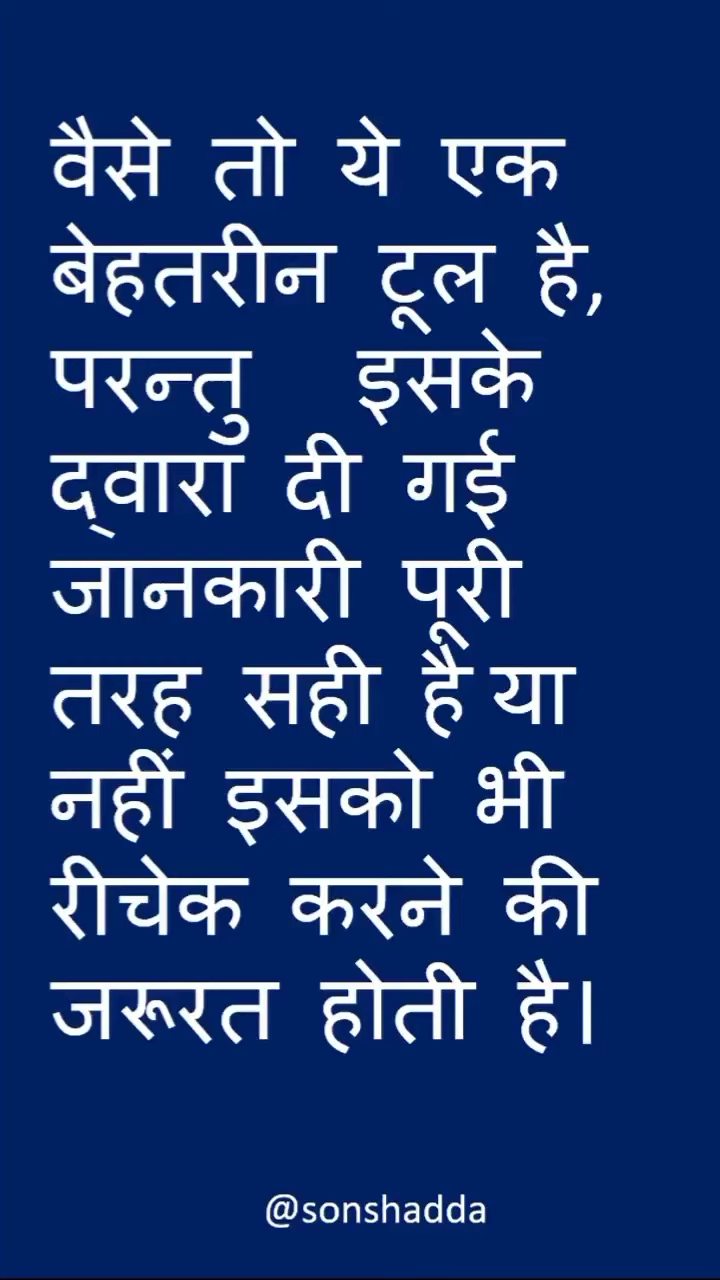 वैसे तो ये एक
बेहतरीन टूल है,
परन्तु इसके
द्वारा दी गई
जानकारी पूरी
तरह सही है या
नहीं इसको भी
रीचेक करने की
जरूरत होती है।
@sonshadda